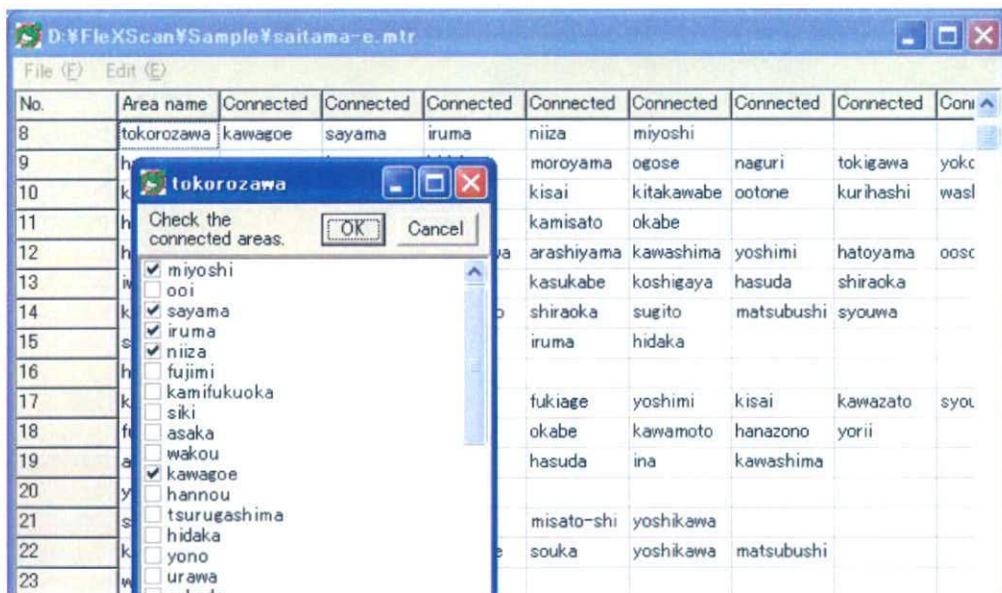 D:¥FleXScan¥Sample¥saitama-e.mtr
File (F) Edit (E)
No. Area name Connected Connected Connected Connected Connected Connected Connected
8 tokorozawa kawagoe sayama iruma niiza miyoshi
9 moroyama ogose naguri tokigawa
10 kisai kitakawabe ootone kurihashi
11 kamisato okabe
12 arashiyama kawashima yoshimi hatoyama
13 kasukabe koshigaya hasuda shiraoka
14 shiraoka sugito matsubushi syouwa
15 iruma hidaka
16
17 fukiage yoshimi kisai kawazato
18 okabe kawamoto hanazono yorii
19 hasuda ina kawashima
20
21 misato-shi yoshikawa
22 souka yoshikawa matsubushi
23
tokorozawa
Check the
connected areas.
OK Cancel
miyoshi
ooi
sayama
iruma
niiza
fujimi
kamifukuoka
siki
asaka
wakou
kawagoe
hannou
tsurugashima
hidaka
yono
urawa